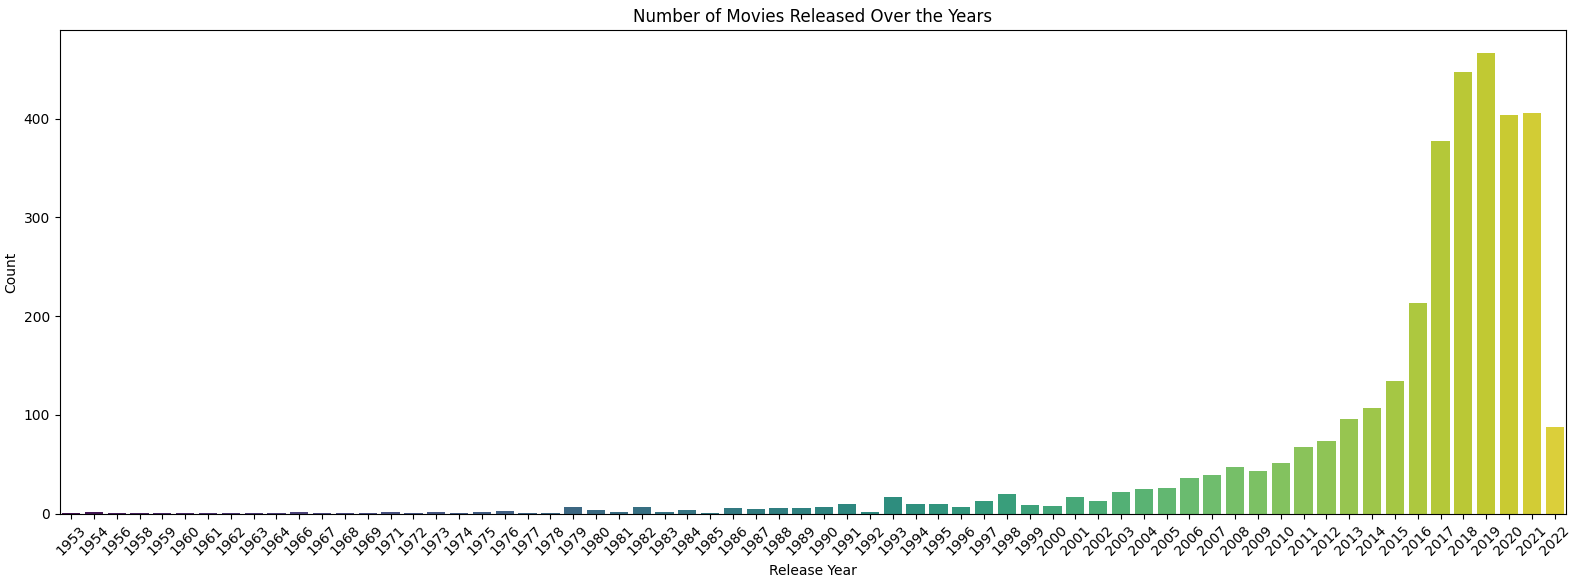 Number of Movies Released Over the Years
Count
400
300
200
100
0
1953 1954 1956 1958 1959 1960 1961 1962 1963 1964 1966 1967 1968 1969 1971 1972 1973 1974 1975 1976 1977 1978 1979 1980 1981 1982 1983 1984 1985 1986 1987 1988 1989 1990 1991 1992 1993 1994 1995 1996 1997 1998 1999 2000 2001 2002 2003 2004 2005 2006 2007 2008 2009 2010 2011 2012 2013 2014 2015 2016 2017 2018 2019 2020 2021 2022
Release Year